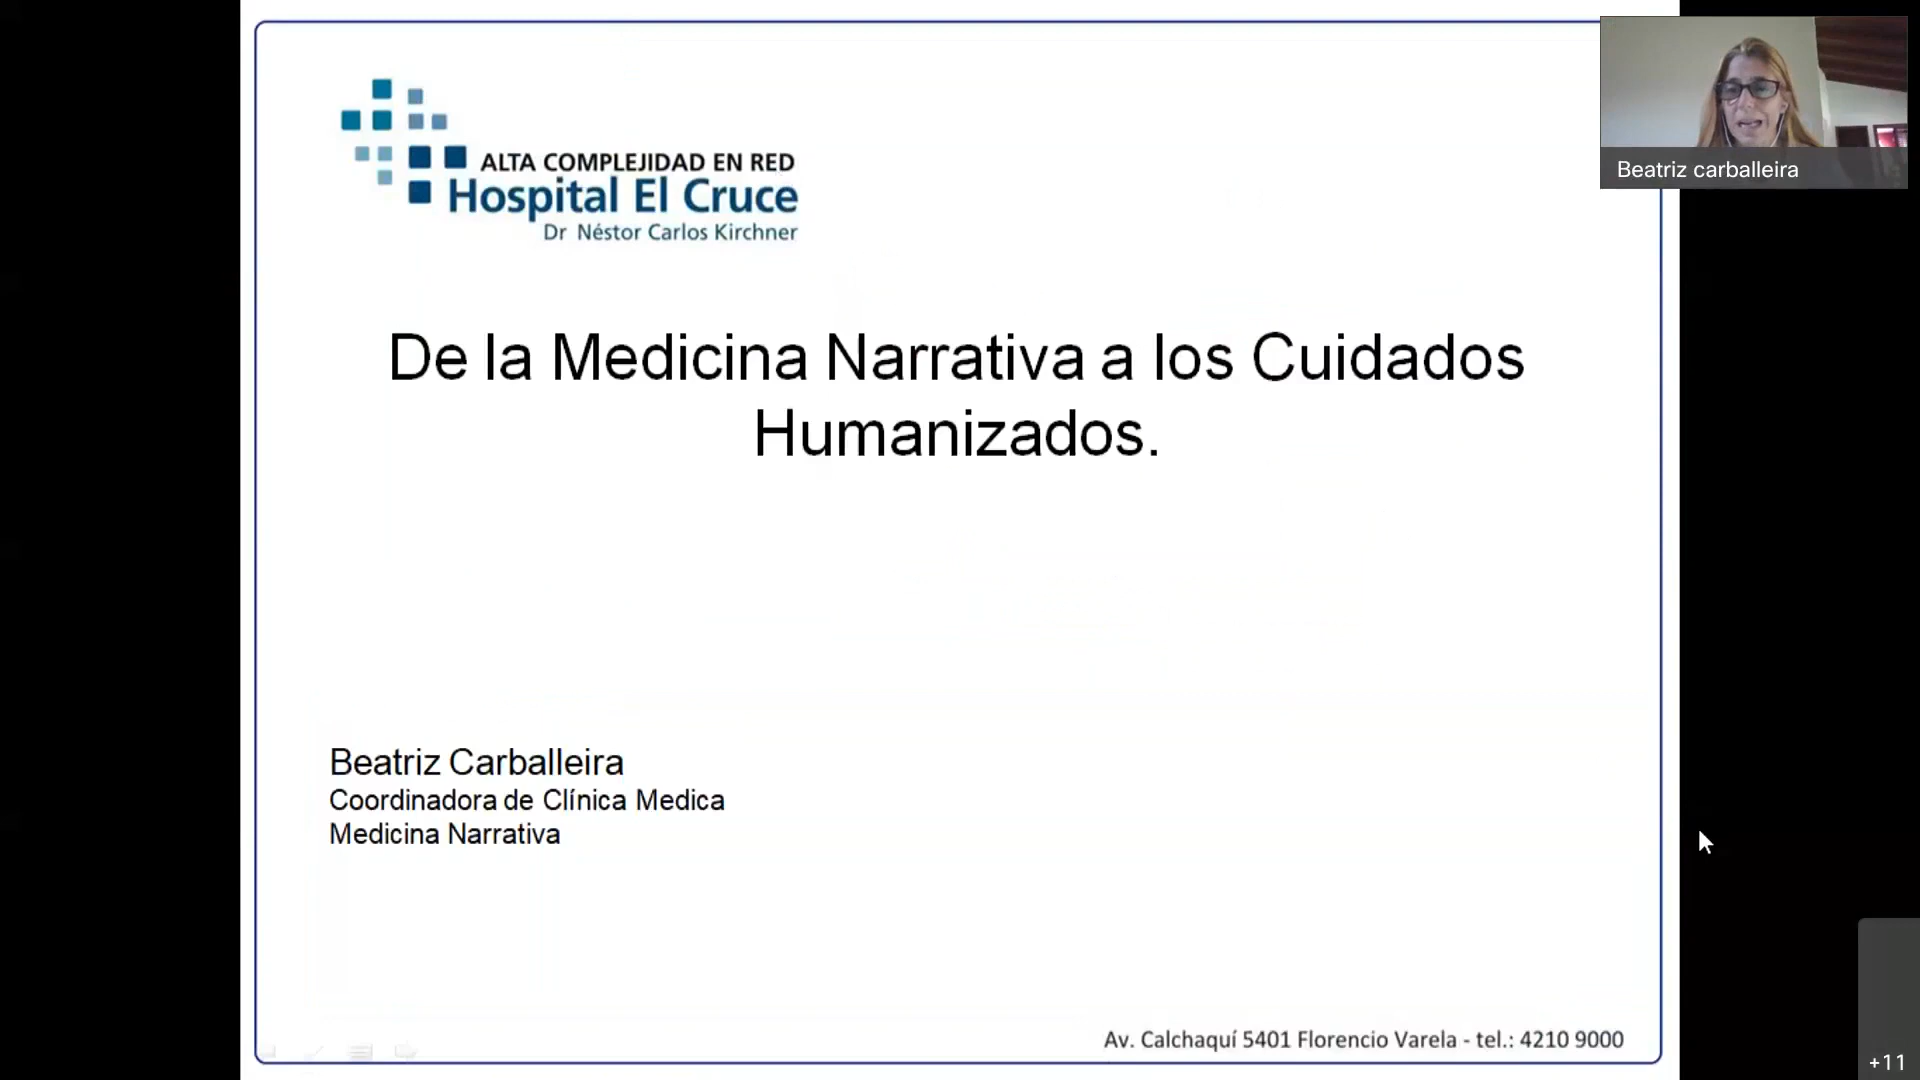 ALTA COMPLEJIDAD EN RED
Hospital El Cruce
Dr Néstor Carlos Kirchner
Beatriz carballeira
De la Medicina Narrativa a los Cuidados
Humanizados.
Beatriz Carballeira
Coordinadora de Clínica Medica
Medicina Narrativa
Av. Calchaquí 5401 Florencio Varela - tel.: 4210 9000
+11